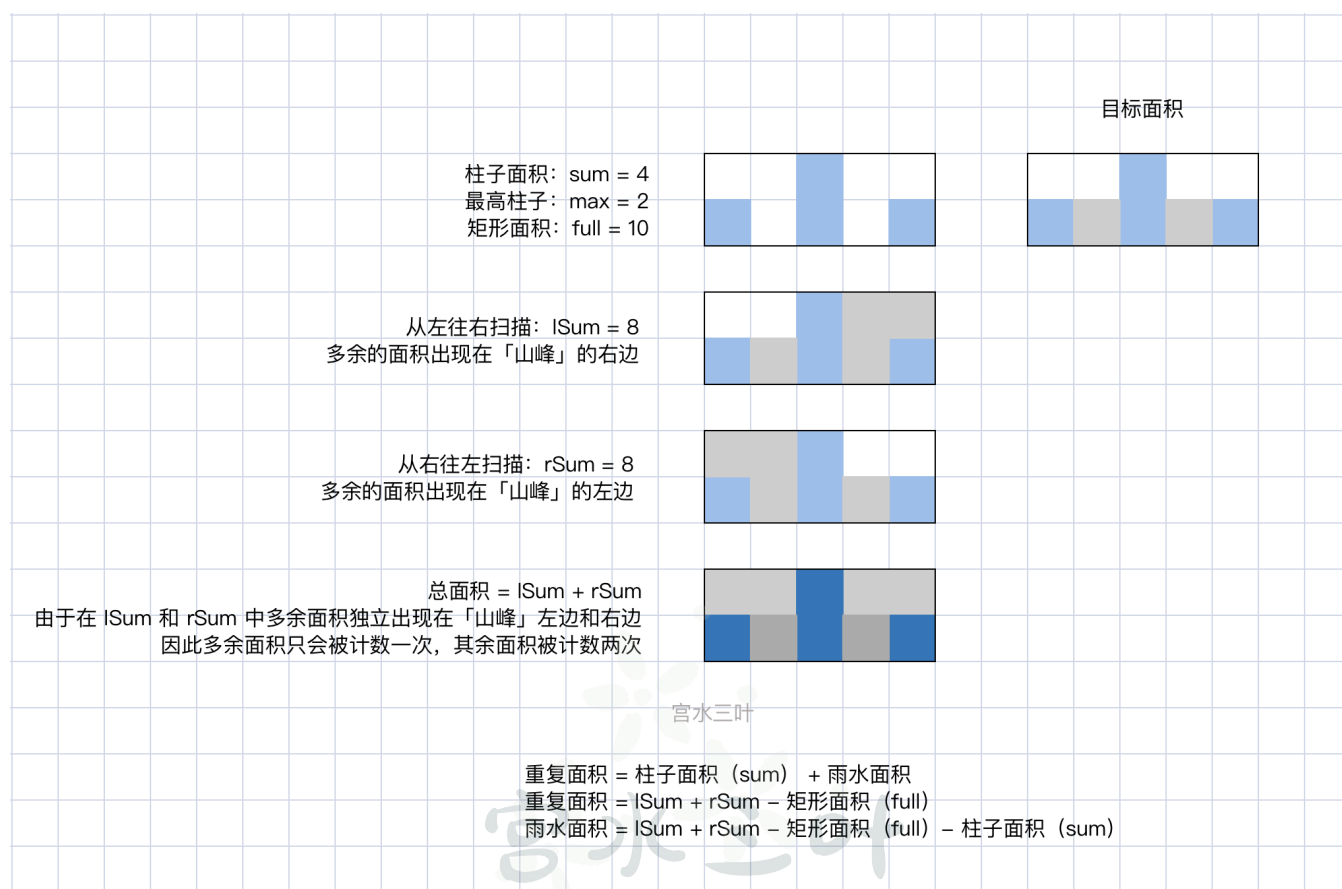 目标面积
柱子面积：sum = 4
最高柱子：max = 2
矩形面积：full = 10
从左往右扫描：lSum = 8
多余的面积出现在「山峰」的右边
从右往左扫描：rSum = 8
多余的面积出现在「山峰」的左边
总面积 = lSum + rSum
由于在 lSum 和 rSum 中多余面积独立出现在「山峰」左边和右边
因此多余面积只会被计数一次，其余面积被计数两次
宫水三叶
重复面积 = 柱子面积（sum） + 雨水面积
重复面积 = lSum + rSum − 矩形面积（full）
雨水面积 = lSum + rSum − 矩形面积（full）− 柱子面积（sum）
宫水三叶